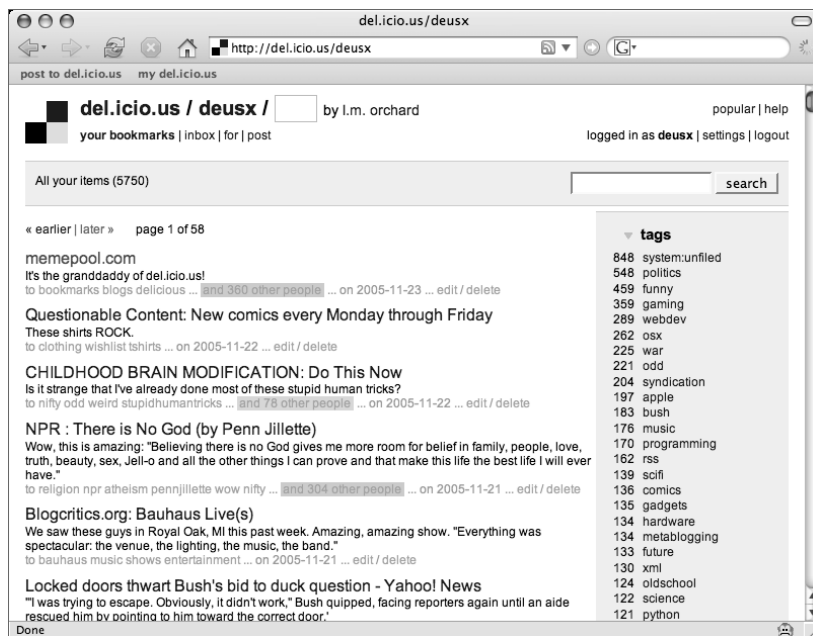 del.icio.us/deusx
http://del.icio.us/deusx
G
post to del.icio.us my del.icio.us
del.icio.us / deusx / by l.m. orchard
popular | help
your bookmarks | inbox | for | post
logged in as deusx | settings | logout
All your items (5750)
search
« earlier | later » page 1 of 58
memepool.com
It's the granddaddy of del.icio.us!
to bookmarks blogs delicious ... and 360 other people ... on 2005-11-23 ... edit / delete
Questionable Content: New comics every Monday through Friday
These shirts ROCK.
to clothing wishlist tshirts ... on 2005-11-22 ... edit / delete
CHILDHOOD BRAIN MODIFICATION: Do This Now
Is it strange that I've already done most of these stupid human tricks?
to nifty odd weird stupidhumantricks ... and 78 other people ... on 2005-11-22 ... edit / delete
NPR : There is No God (by Penn Jillette)
Wow, this is amazing: "Believing there is no God gives me more room for belief in family, people, love,
truth, beauty, sex, Jell-o and all the other things I can prove and that make this life the best life I will ever
have."
to religion npr atheism pennjillette wow nifty ... and 304 other people ... on 2005-11-21 ... edit / delete
Blogcritics.org: Bauhaus Live(s)
We saw these guys in Royal Oak, MI this past week. Amazing, amazing show. "Everything was
spectacular: the venue, the lighting, the music, the band."
to bauhaus music shows entertainment ... on 2005-11-21 ... edit / delete
Locked doors thwart Bush's bid to duck question - Yahoo! News
"'I was trying to escape. Obviously, it didn't work," Bush quipped, facing reporters again until an aide
rescued him by pointing to him toward the correct door.'
tags
848 system:unfiled
548 politics
459 funny
359 gaming
289 webdev
262 osx
225 war
221 odd
204 syndication
197 apple
183 bush
176 music
170 programming
162 rss
139 scifi
136 comics
135 gadgets
134 hardware
134 metablogging
133 future
130 xml
124 oldschool
122 science
121 python
Done